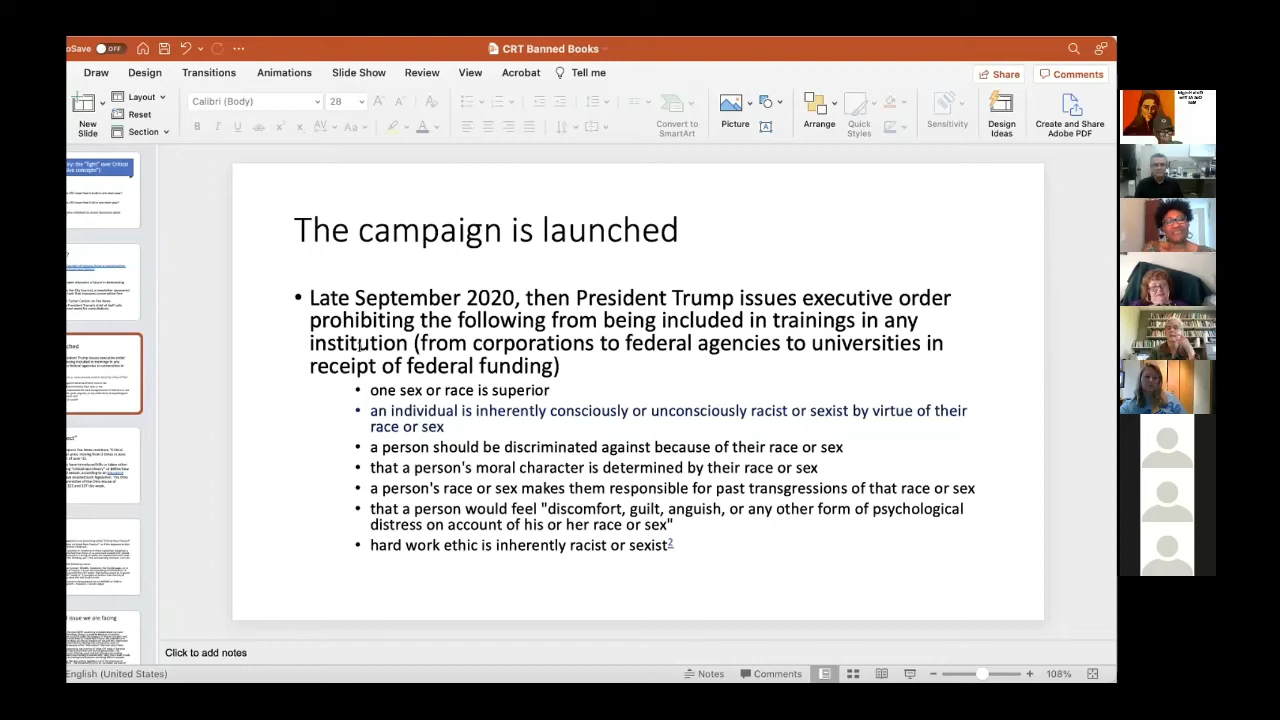 oSave OFF ... CRT Banned Books
Draw Design Transitions Animations Slide Show Review View Acrobat Tell me Share Comments
New Slide
Layout
Reset
Section
Calibri (Body) 28
Convert to SmartArt
Picture
Arrange
Quick Styles
Sensitivity
Design Ideas
Create and Share Adobe PDF
The campaign is launched
• Late September 2020, than President Trump issues executive order
prohibiting the following from being included in trainings in any
institution (from corporations to federal agencies to universities in
receipt of federal funding)
• one sex or race is superior
• an individual is inherently consciously or unconsciously racist or sexist by virtue of their
race or sex
• a person should be discriminated against because of their race or sex
• that a person's moral character is determined by their race or sex
• a person's race or sex makes them responsible for past transgressions of that race or sex
• that a person would feel "discomfort, guilt, anguish, or any other form of psychological
distress on account of his or her race or sex"
• hard work ethic is inherently racist or sexist2
Click to add notes
English (United States) Notes Comments 108%